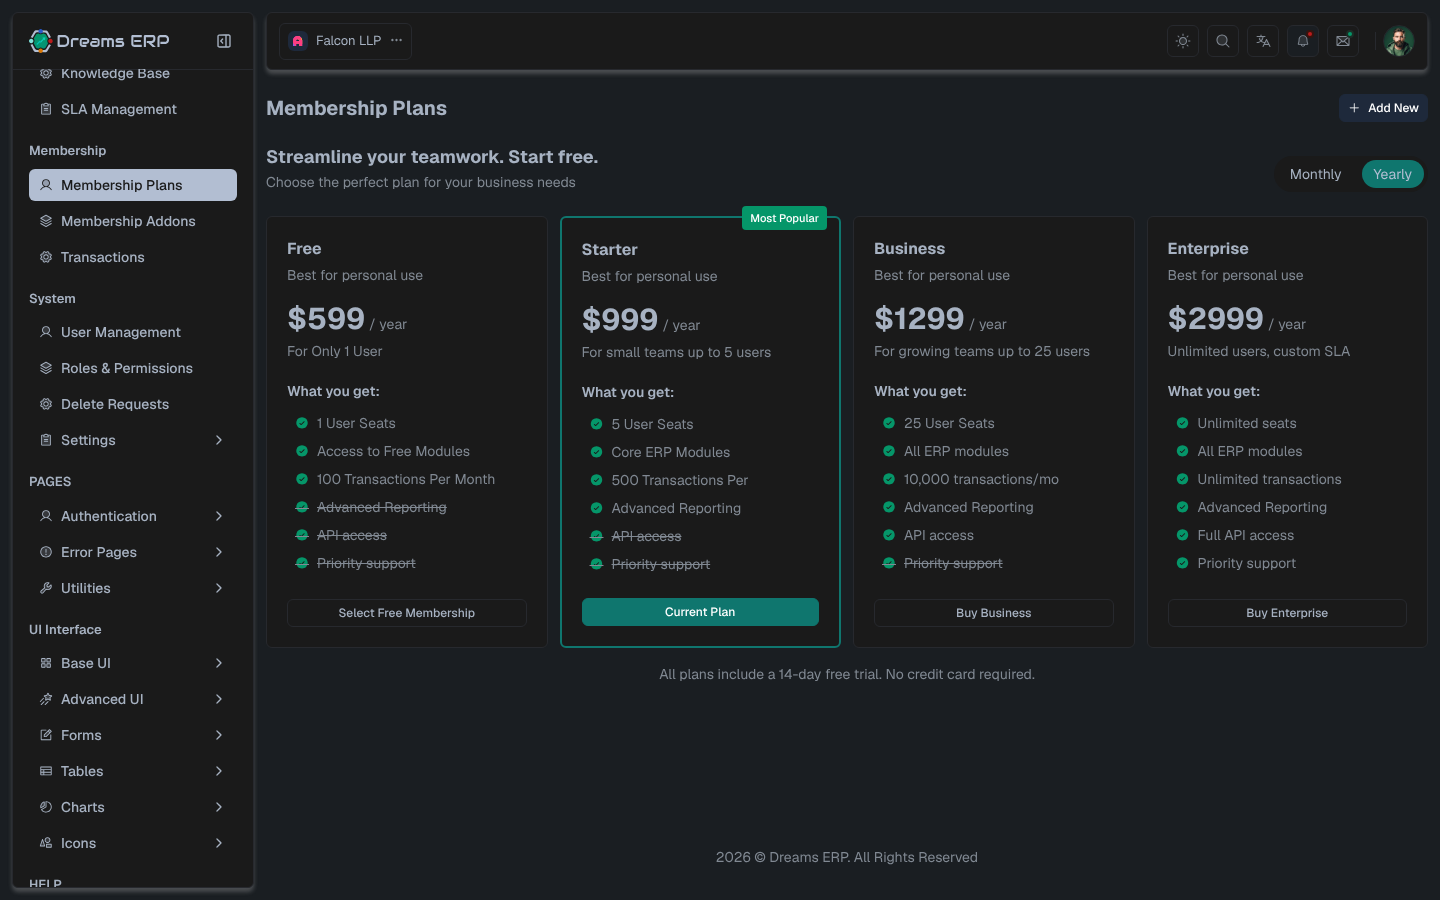 Dreams ERP
Knowledge Base
SLA Management
Membership
Membership Plans
Membership Addons
Transactions
System
User Management
Roles & Permissions
Delete Requests
Settings
PAGES
Authentication
Error Pages
Utilities
UI Interface
Base UI
Advanced UI
Forms
Tables
Charts
Icons
HELP
Falcon LLP
Membership Plans
Add New
Streamline your teamwork. Start free.
Choose the perfect plan for your business needs
Monthly
Yearly
Free
Best for personal use
$599 / year
For Only 1 User
What you get:
1 User Seats
Access to Free Modules
100 Transactions Per Month
Advanced Reporting
API access
Priority support
Select Free Membership
Most Popular
Starter
Best for personal use
$999 / year
For small teams up to 5 users
What you get:
5 User Seats
Core ERP Modules
500 Transactions Per
Advanced Reporting
API access
Priority support
Current Plan
Business
Best for personal use
$1299 / year
For growing teams up to 25 users
What you get:
25 User Seats
All ERP modules
10,000 transactions/mo
Advanced Reporting
API access
Priority support
Buy Business
Enterprise
Best for personal use
$2999 / year
Unlimited users, custom SLA
What you get:
Unlimited seats
All ERP modules
Unlimited transactions
Advanced Reporting
Full API access
Priority support
Buy Enterprise
All plans include a 14-day free trial. No credit card required.
2026 © Dreams ERP. All Rights Reserved